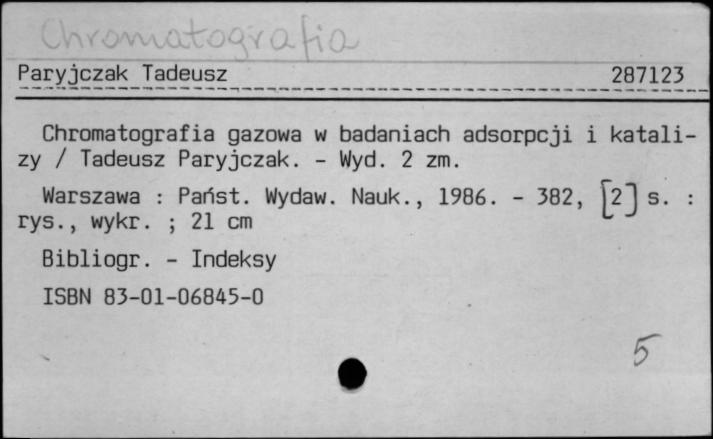 Chromatografia
Paryjczak Tadeusz 287123
Chromatografia gazowa w badaniach adsorpcji i katali-
zy / Tadeusz Paryjczak. - Wyd. 2 zm.
Warszawa : Państ. Wydaw. Nauk., 1986. - 382, [2] s. :
rys., wykr. ; 21 cm
Bibliogr. - Indeksy
ISBN 83-01-06845-0
5